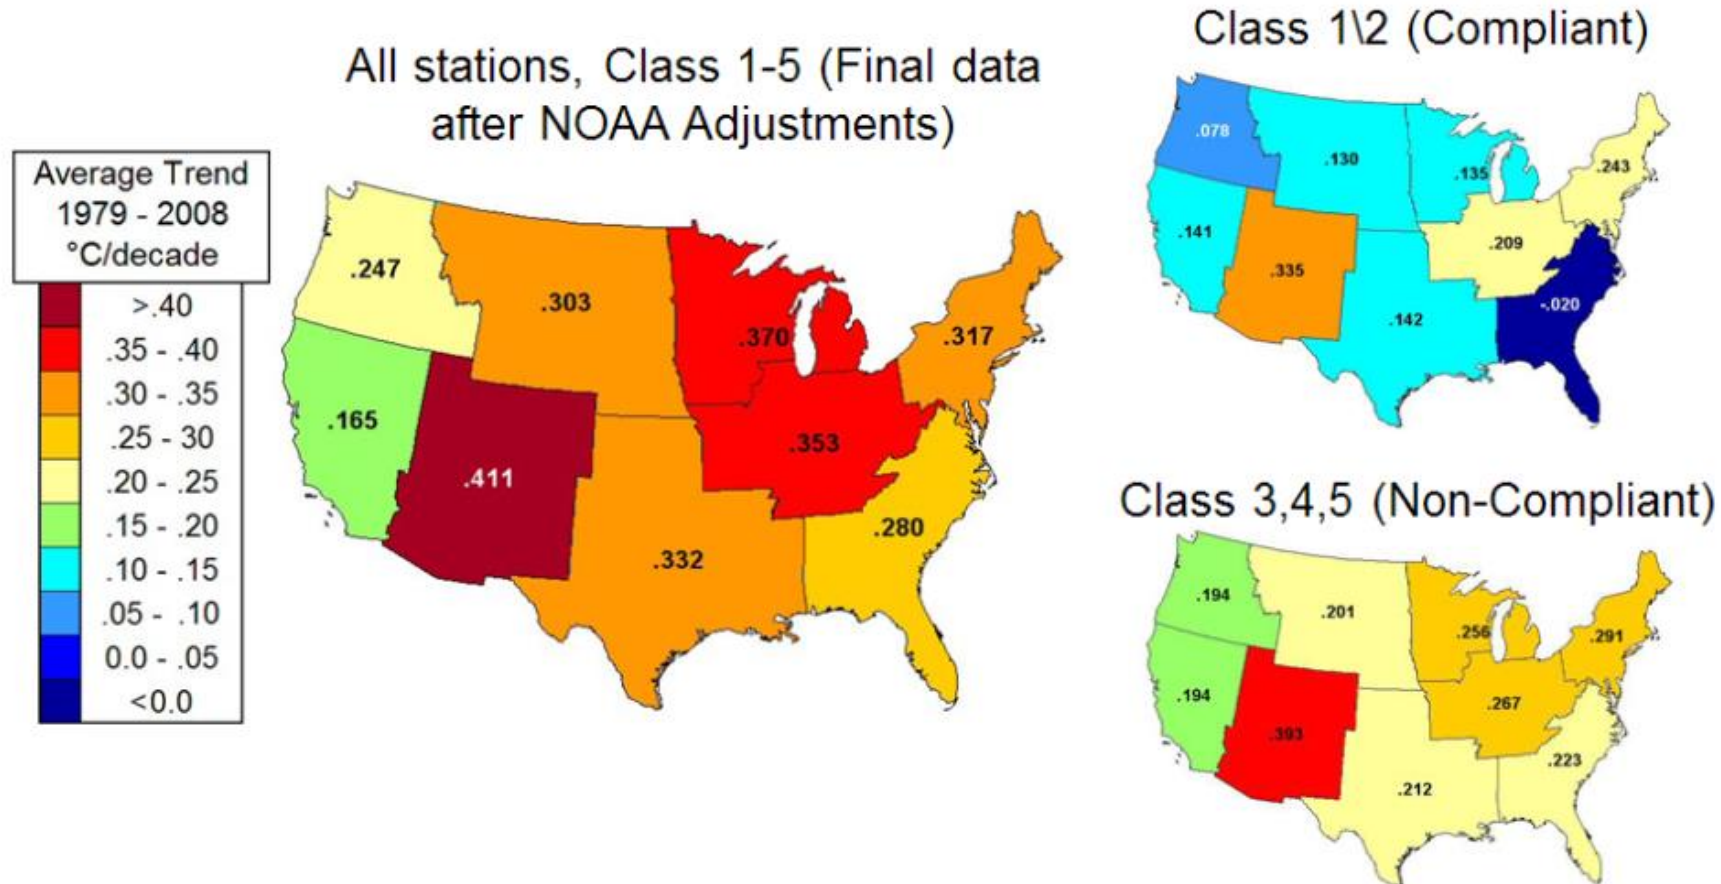 All stations, Class 1-5 (Final data
after NOAA Adjustments)
Average Trend
1979 - 2008
°C/decade
>.40
.35 - .40
.30 - .35
.25 - 30
.20 - .25
.15 - .20
.10 - .15
.05 - .10
0.0 - .05
<0.0
.247
.303
.370
.317
.165
.411
.353
.332
.280
Class 1\2 (Compliant)
.078
.130
.135
.243
.141
.335
.209
.142
-.020
Class 3,4,5 (Non-Compliant)
.194
.201
.256
.291
.194
.393
.267
.212
.223